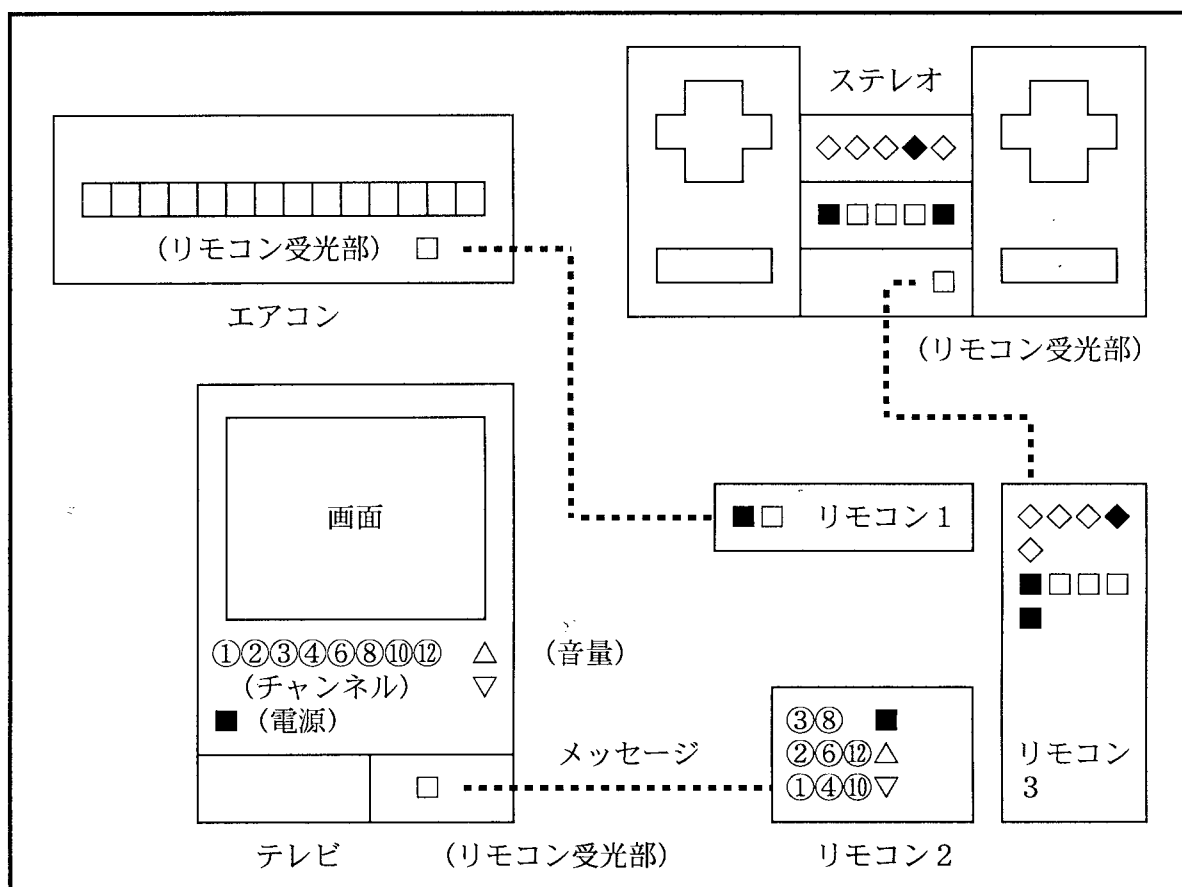 ステレオ
◇◇◇◆◇
■□□□■
(リモコン受光部) □
エアコン
□
(リモコン受光部)
画面
①②③④⑥⑧⑩⑫ △ (音量)
(チャンネル) ▽
■ (電源)
■□ リモコン1
◇◇◇◆
◇
■□□□
■
リモコン
3
メッセージ
③⑧ ■
②⑥⑫△
①④⑩▽
□
テレビ
(リモコン受光部)
リモコン2